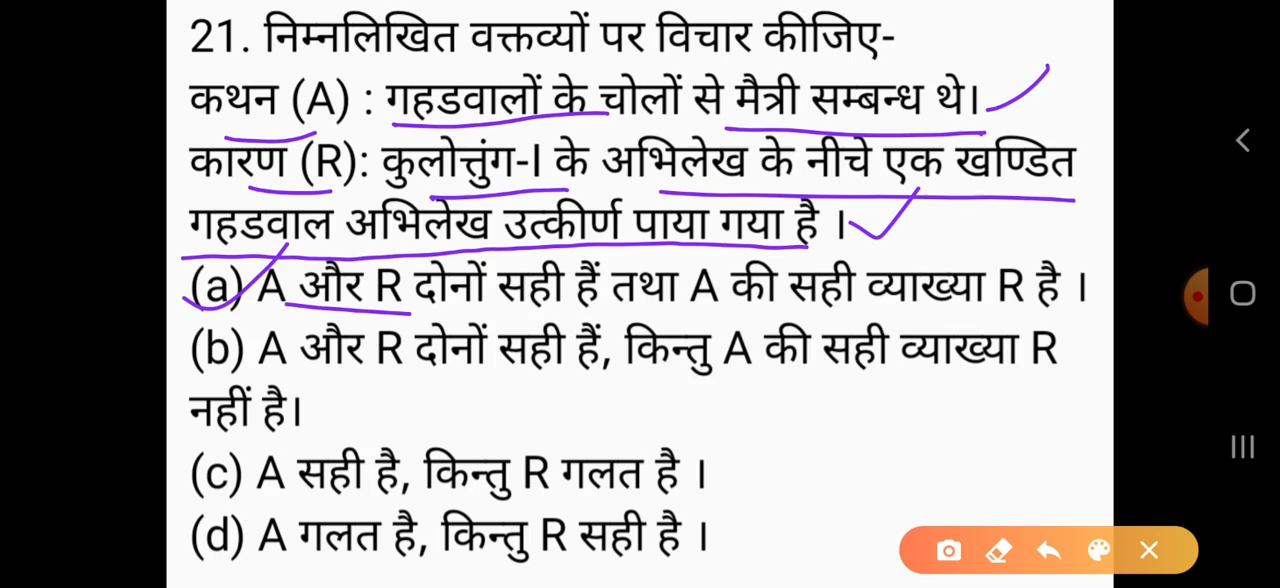 21. निम्नलिखित वक्तव्यों पर विचार कीजिए-
कथन (A) : गहडवालों के चोलों से मैत्री सम्बन्ध थे।
कारण (R): कुलोत्तुंग-I के अभिलेख के नीचे एक खण्डित
गहडवाल अभिलेख उत्कीर्ण पाया गया है ।
(a) A और R दोनों सही हैं तथा A की सही व्याख्या R है ।
(b) A और R दोनों सही हैं, किन्तु A की सही व्याख्या R
नहीं है।
(c) A सही है, किन्तु R गलत है ।
(d) A गलत है, किन्तु R सही है ।